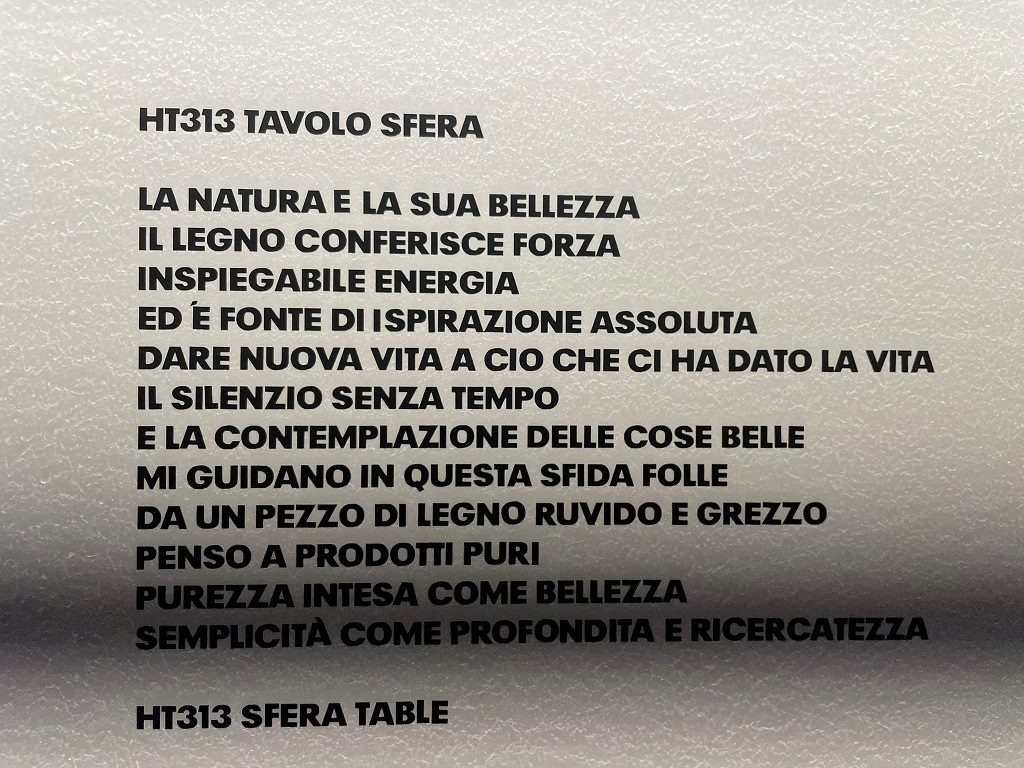 HT313 TAVOLO SFERA
LA NATURA E LA SUA BELLEZZA
IL LEGNO CONFERISCE FORZA
INSPIEGABILE ENERGIA
ED ´E FONTE DI ISPIRAZIONE ASSOLUTA
DARE NUOVA VITA A CIO CHE CI HA DATO LA VITA
IL SILENZIO SENZA TEMPO
E LA CONTEMPLAZIONE DELLE COSE BELLE
MI GUIDANO IN QUESTA SFIDA FOLLE
DA UN PEZZO DI LEGNO RUVIDO E GREZZO
PENSO A PRODOTTI PURI
PUREZZA INTESA COME BELLEZZA
SEMPLICITÀ COME PROFONDITA E RICERCATEZZA
HT313 SFERA TABLE